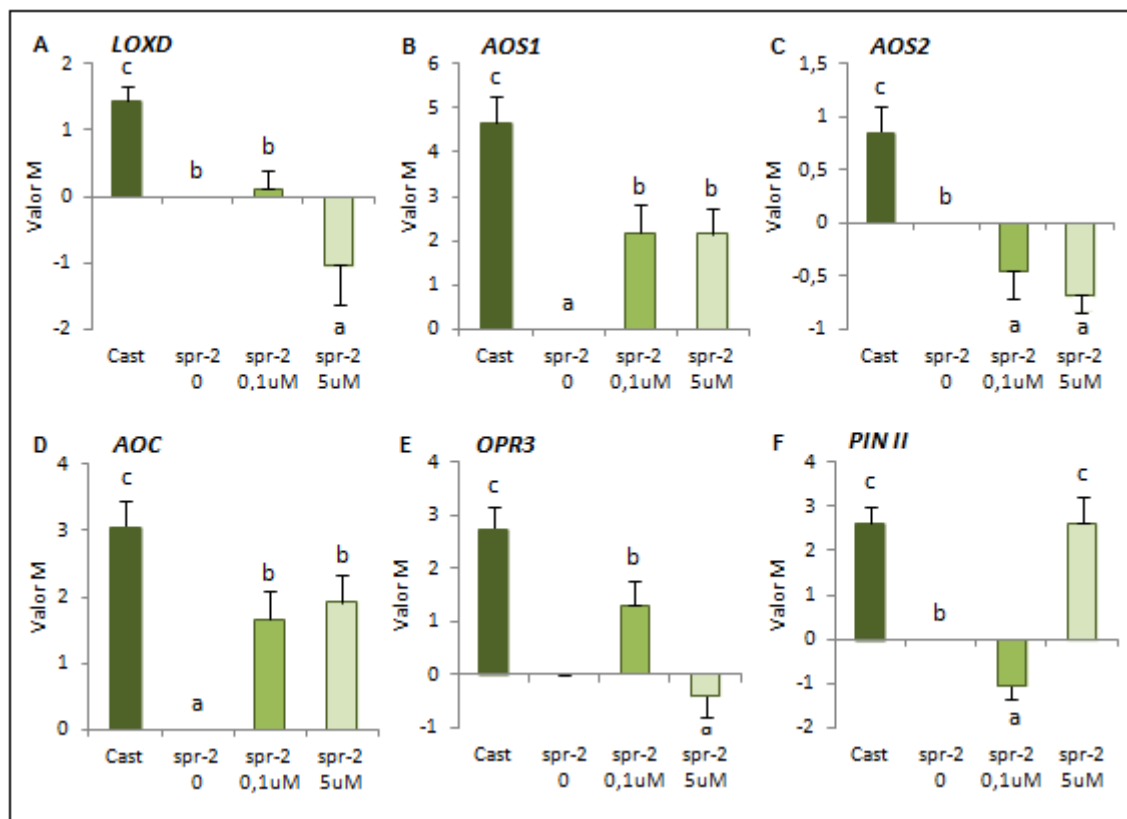 A LOXD
Valor M
2
1
0
-1
-2
c
b
b
a
Cast spr-2 spr-2 spr-2
0 0,1uM 5uM
B AOS1
Valor M
6
5
4
3
2
1
0
c
a
b
b
Cast spr-2 spr-2 spr-2
0 0,1uM 5uM
C AOS2
Valor M
1,5
1
0,5
0
-0,5
-1
c
b
a
a
Cast spr-2 spr-2 spr-2
0 0,1uM 5uM
D AOC
Valor M
4
3
2
1
0
c
a
b
b
Cast spr-2 spr-2 spr-2
0 0,1uM 5uM
E OPR3
Valor M
4
3
2
1
0
-1
c
b
a
Cast spr-2 spr-2 spr-2
0 0,1uM 5uM
F PIN II
Valor M
4
3
2
1
0
-1
-2
c
b
a
c
Cast spr-2 spr-2 spr-2
0 0,1uM 5uM